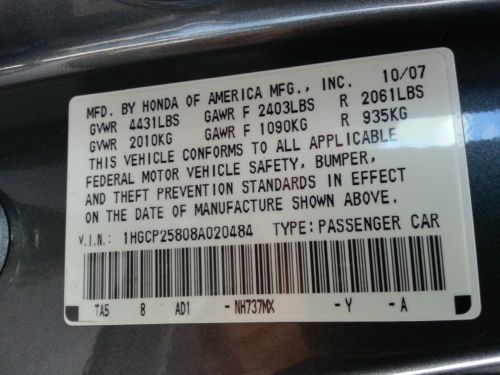 MFD. BY HONDA OF AMERICA MFG., INC. 10/07
GVWR 4431LBS GAWR F 2403LBS R 2061LBS
GVWR 2010KG GAWR F 1090KG R 935KG
THIS VEHICLE CONFORMS TO ALL APPLICABLE
FEDERAL MOTOR VEHICLE SAFETY, BUMPER,
AND THEFT PREVENTION STANDARDS IN EFFECT
ON THE DATE OF MANUFACTURE SHOWN ABOVE.
V.I.N.: 1HGCP25808A020484 TYPE: PASSENGER CAR
TA5 8 AD1 - NH737MX - Y - A